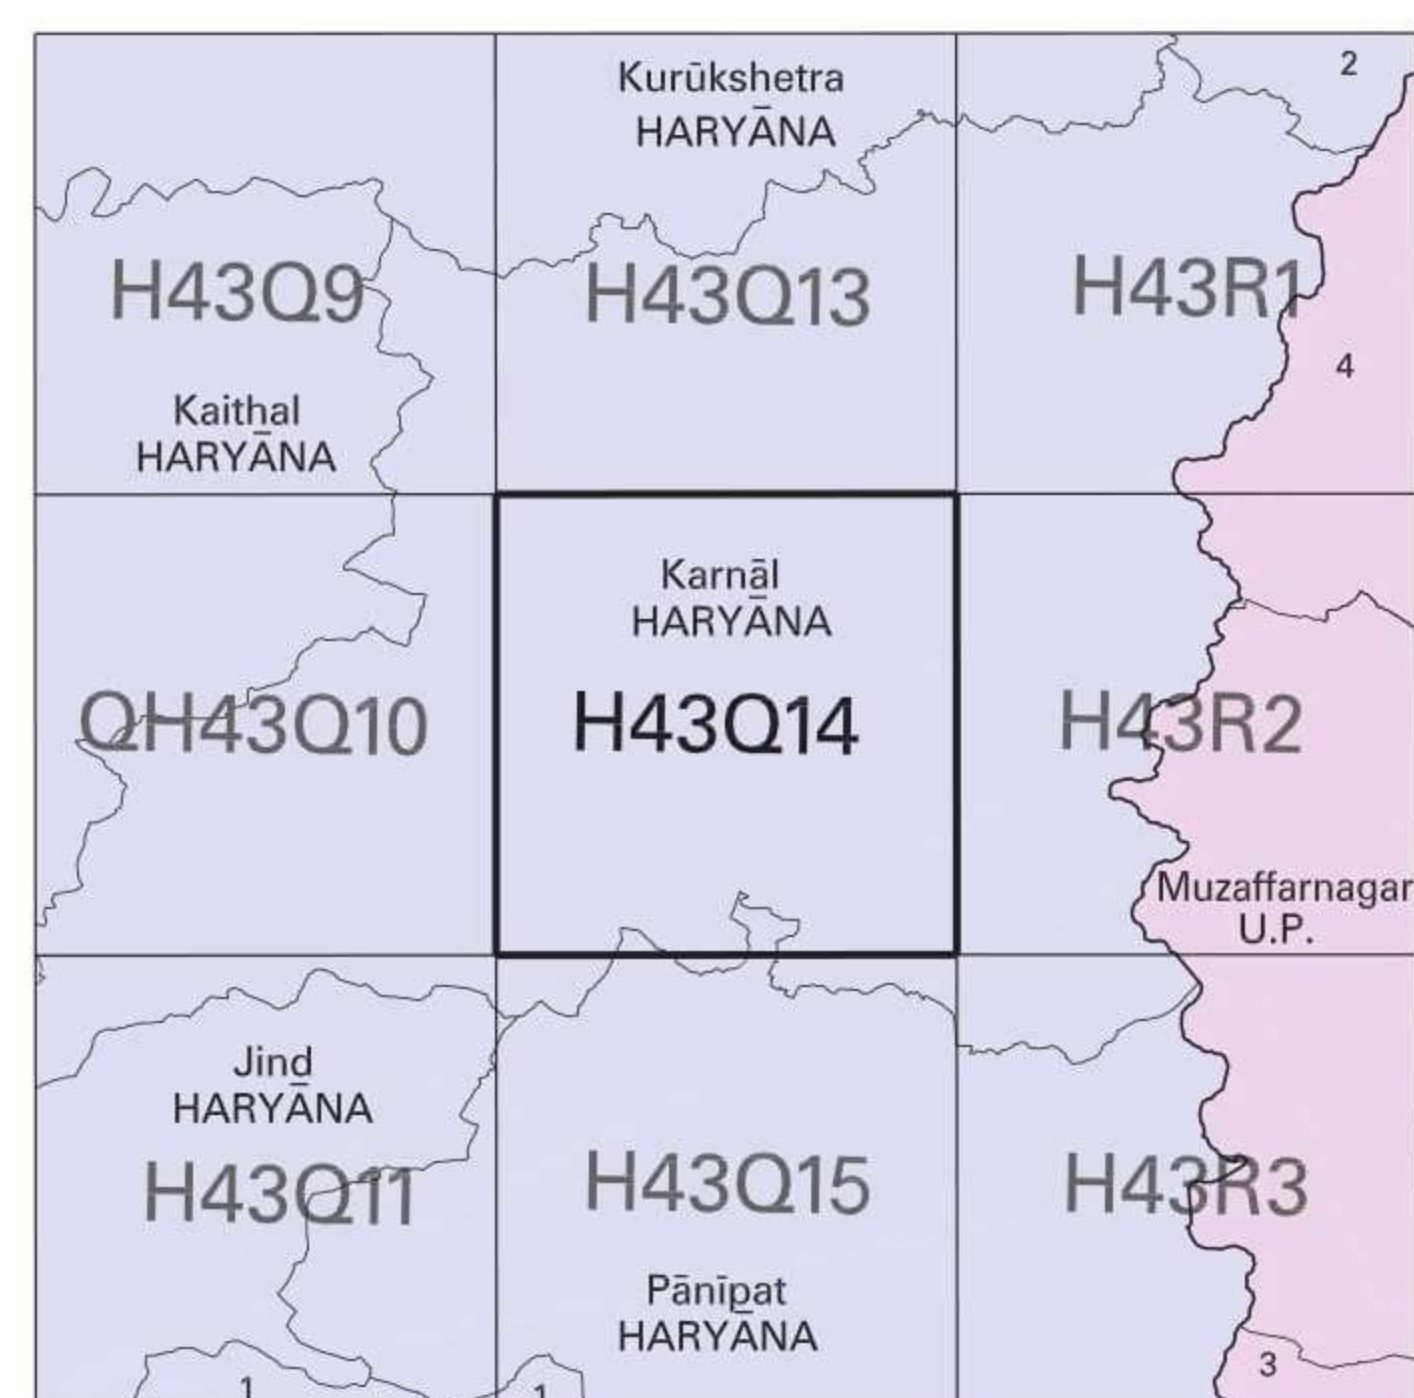 Kurūkshetra
HARYĀNA
2
H43Q9
H43Q13
H43R1
4
Kaithal
HARYĀNA
Karnāl
HARYĀNA
QH43Q10
H43Q14
H43R2
Muzaffarnagar
U.P.
Jind
HARYĀNA
H43Q11
H43Q15
H43R3
Pānīpat
HARYĀNA
3
1
1